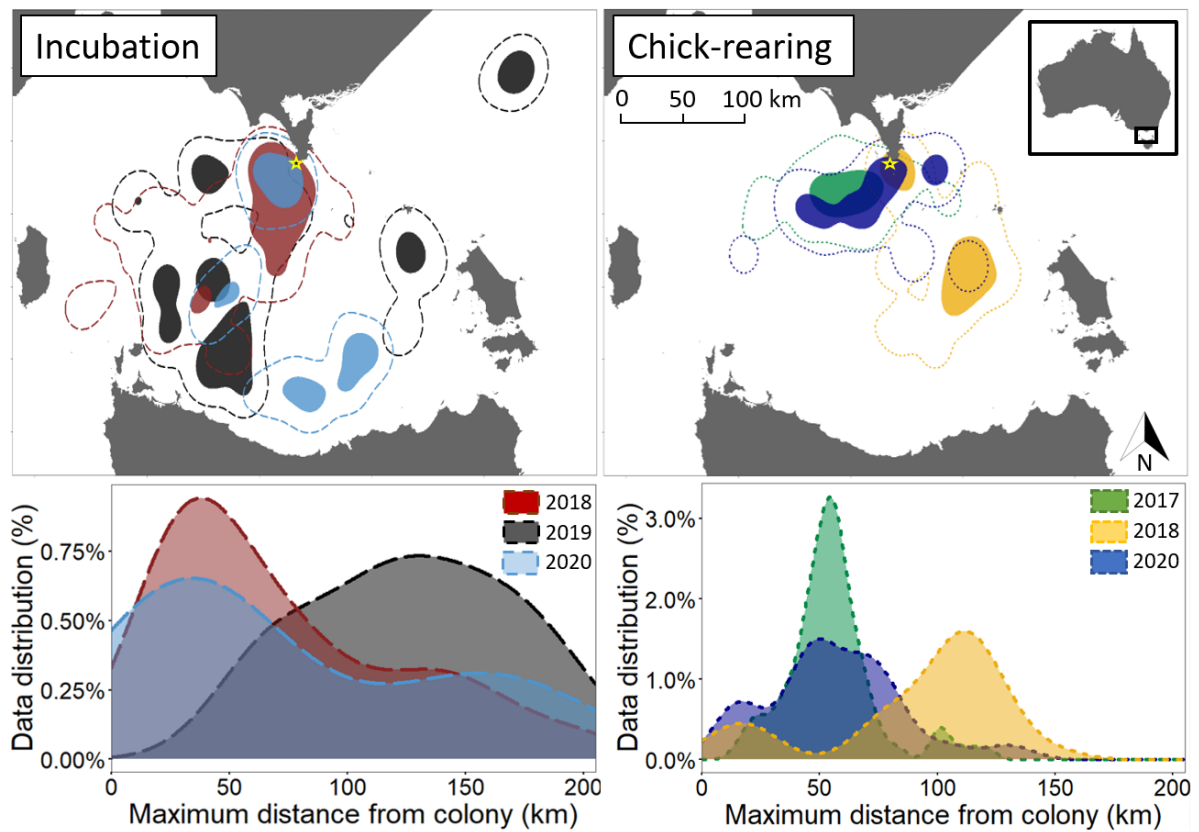 Incubation
Chick-rearing
0 50 100 km
N
Data distribution (%)
0.75%
0.50%
0.25%
0.00%
2018
2019
2020
0 50 100 150 200
Maximum distance from colony (km)
Data distribution (%)
3.0%
2.0%
1.0%
0.0%
2017
2018
2020
0 50 100 150 200
Maximum distance from colony (km)